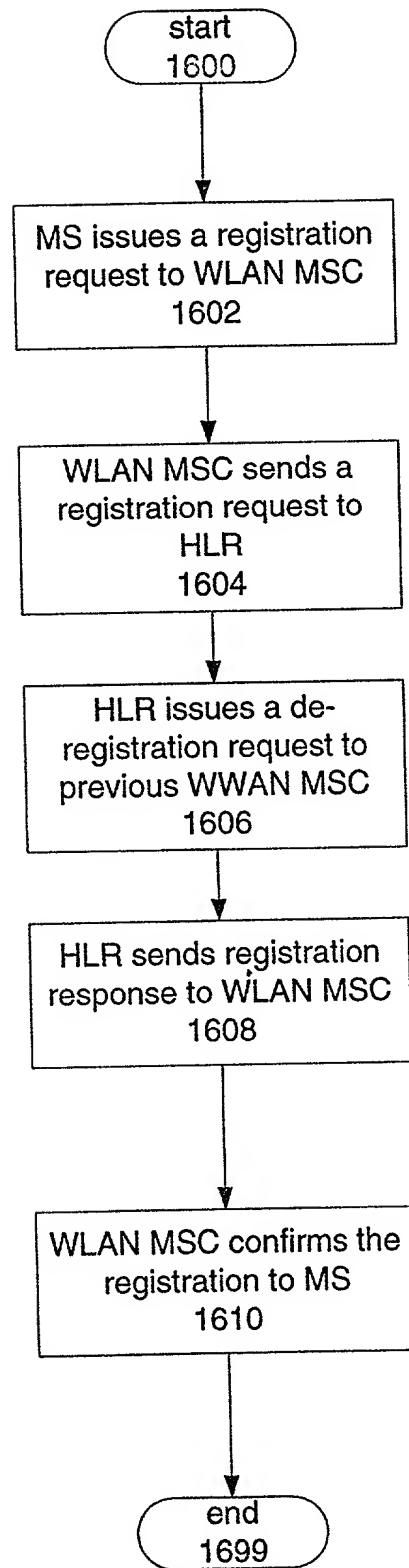 start
1600
MS issues a registration
request to WLAN MSC
1602
WLAN MSC sends a
registration request to
HLR
1604
HLR issues a de-
registration request to
previous WWAN MSC
1606
HLR sends registration
response to WLAN MSC
1608
WLAN MSC confirms the
registration to MS
1610
end
1699